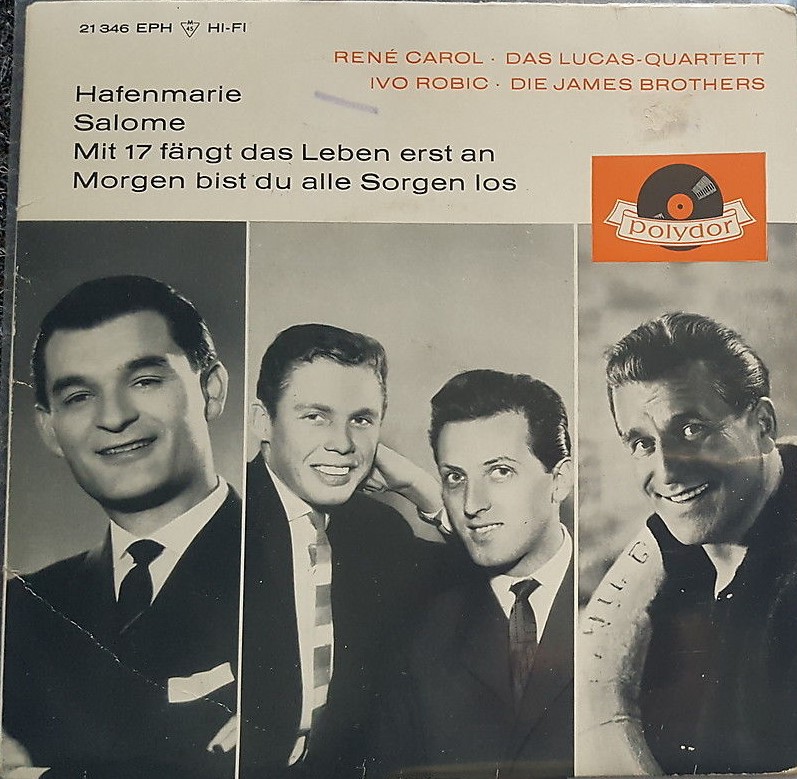 21 346 EPH M 45 HI-FI
RENÉ CAROL · DAS LUCAS-QUARTETT
IVO ROBIC · DIE JAMES BROTHERS
Hafenmarie
Salome
Mit 17 fängt das Leben erst an
Morgen bist du alle Sorgen los
polydor